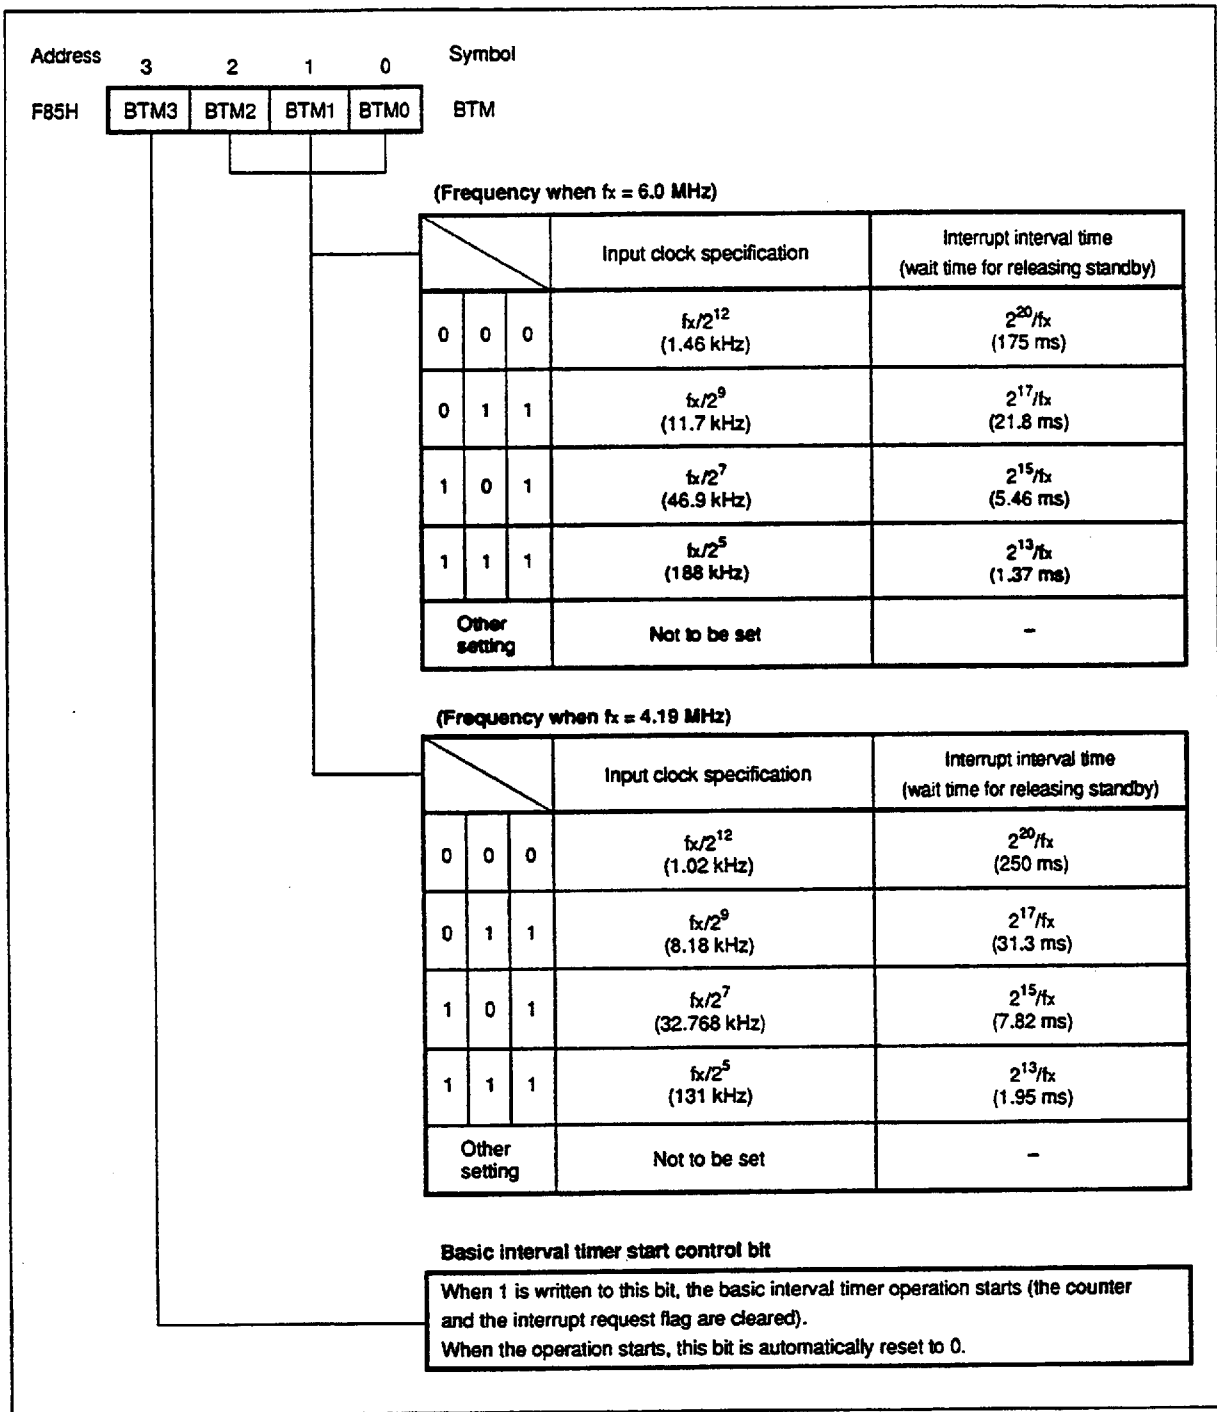 Address 3 2 1 0 Symbol
F85H BTM3 BTM2 BTM1 BTM0 BTM
(Frequency when fx = 6.0 MHz)
Input clock specification
Interrupt interval time
(wait time for releasing standby)
0 0 0
fx/2^12
(1.46 kHz)
2^20/fx
(175 ms)
0 1 1
fx/2^9
(11.7 kHz)
2^17/fx
(21.8 ms)
1 0 1
fx/2^7
(46.9 kHz)
2^15/fx
(5.46 ms)
1 1 1
fx/2^5
(188 kHz)
2^13/fx
(1.37 ms)
Other
setting
Not to be set
–
(Frequency when fx = 4.19 MHz)
Input clock specification
Interrupt interval time
(wait time for releasing standby)
0 0 0
fx/2^12
(1.02 kHz)
2^20/fx
(250 ms)
0 1 1
fx/2^9
(8.18 kHz)
2^17/fx
(31.3 ms)
1 0 1
fx/2^7
(32.768 kHz)
2^15/fx
(7.82 ms)
1 1 1
fx/2^5
(131 kHz)
2^13/fx
(1.95 ms)
Other
setting
Not to be set
–
Basic interval timer start control bit
When 1 is written to this bit, the basic interval timer operation starts (the counter
and the interrupt request flag are cleared).
When the operation starts, this bit is automatically reset to 0.